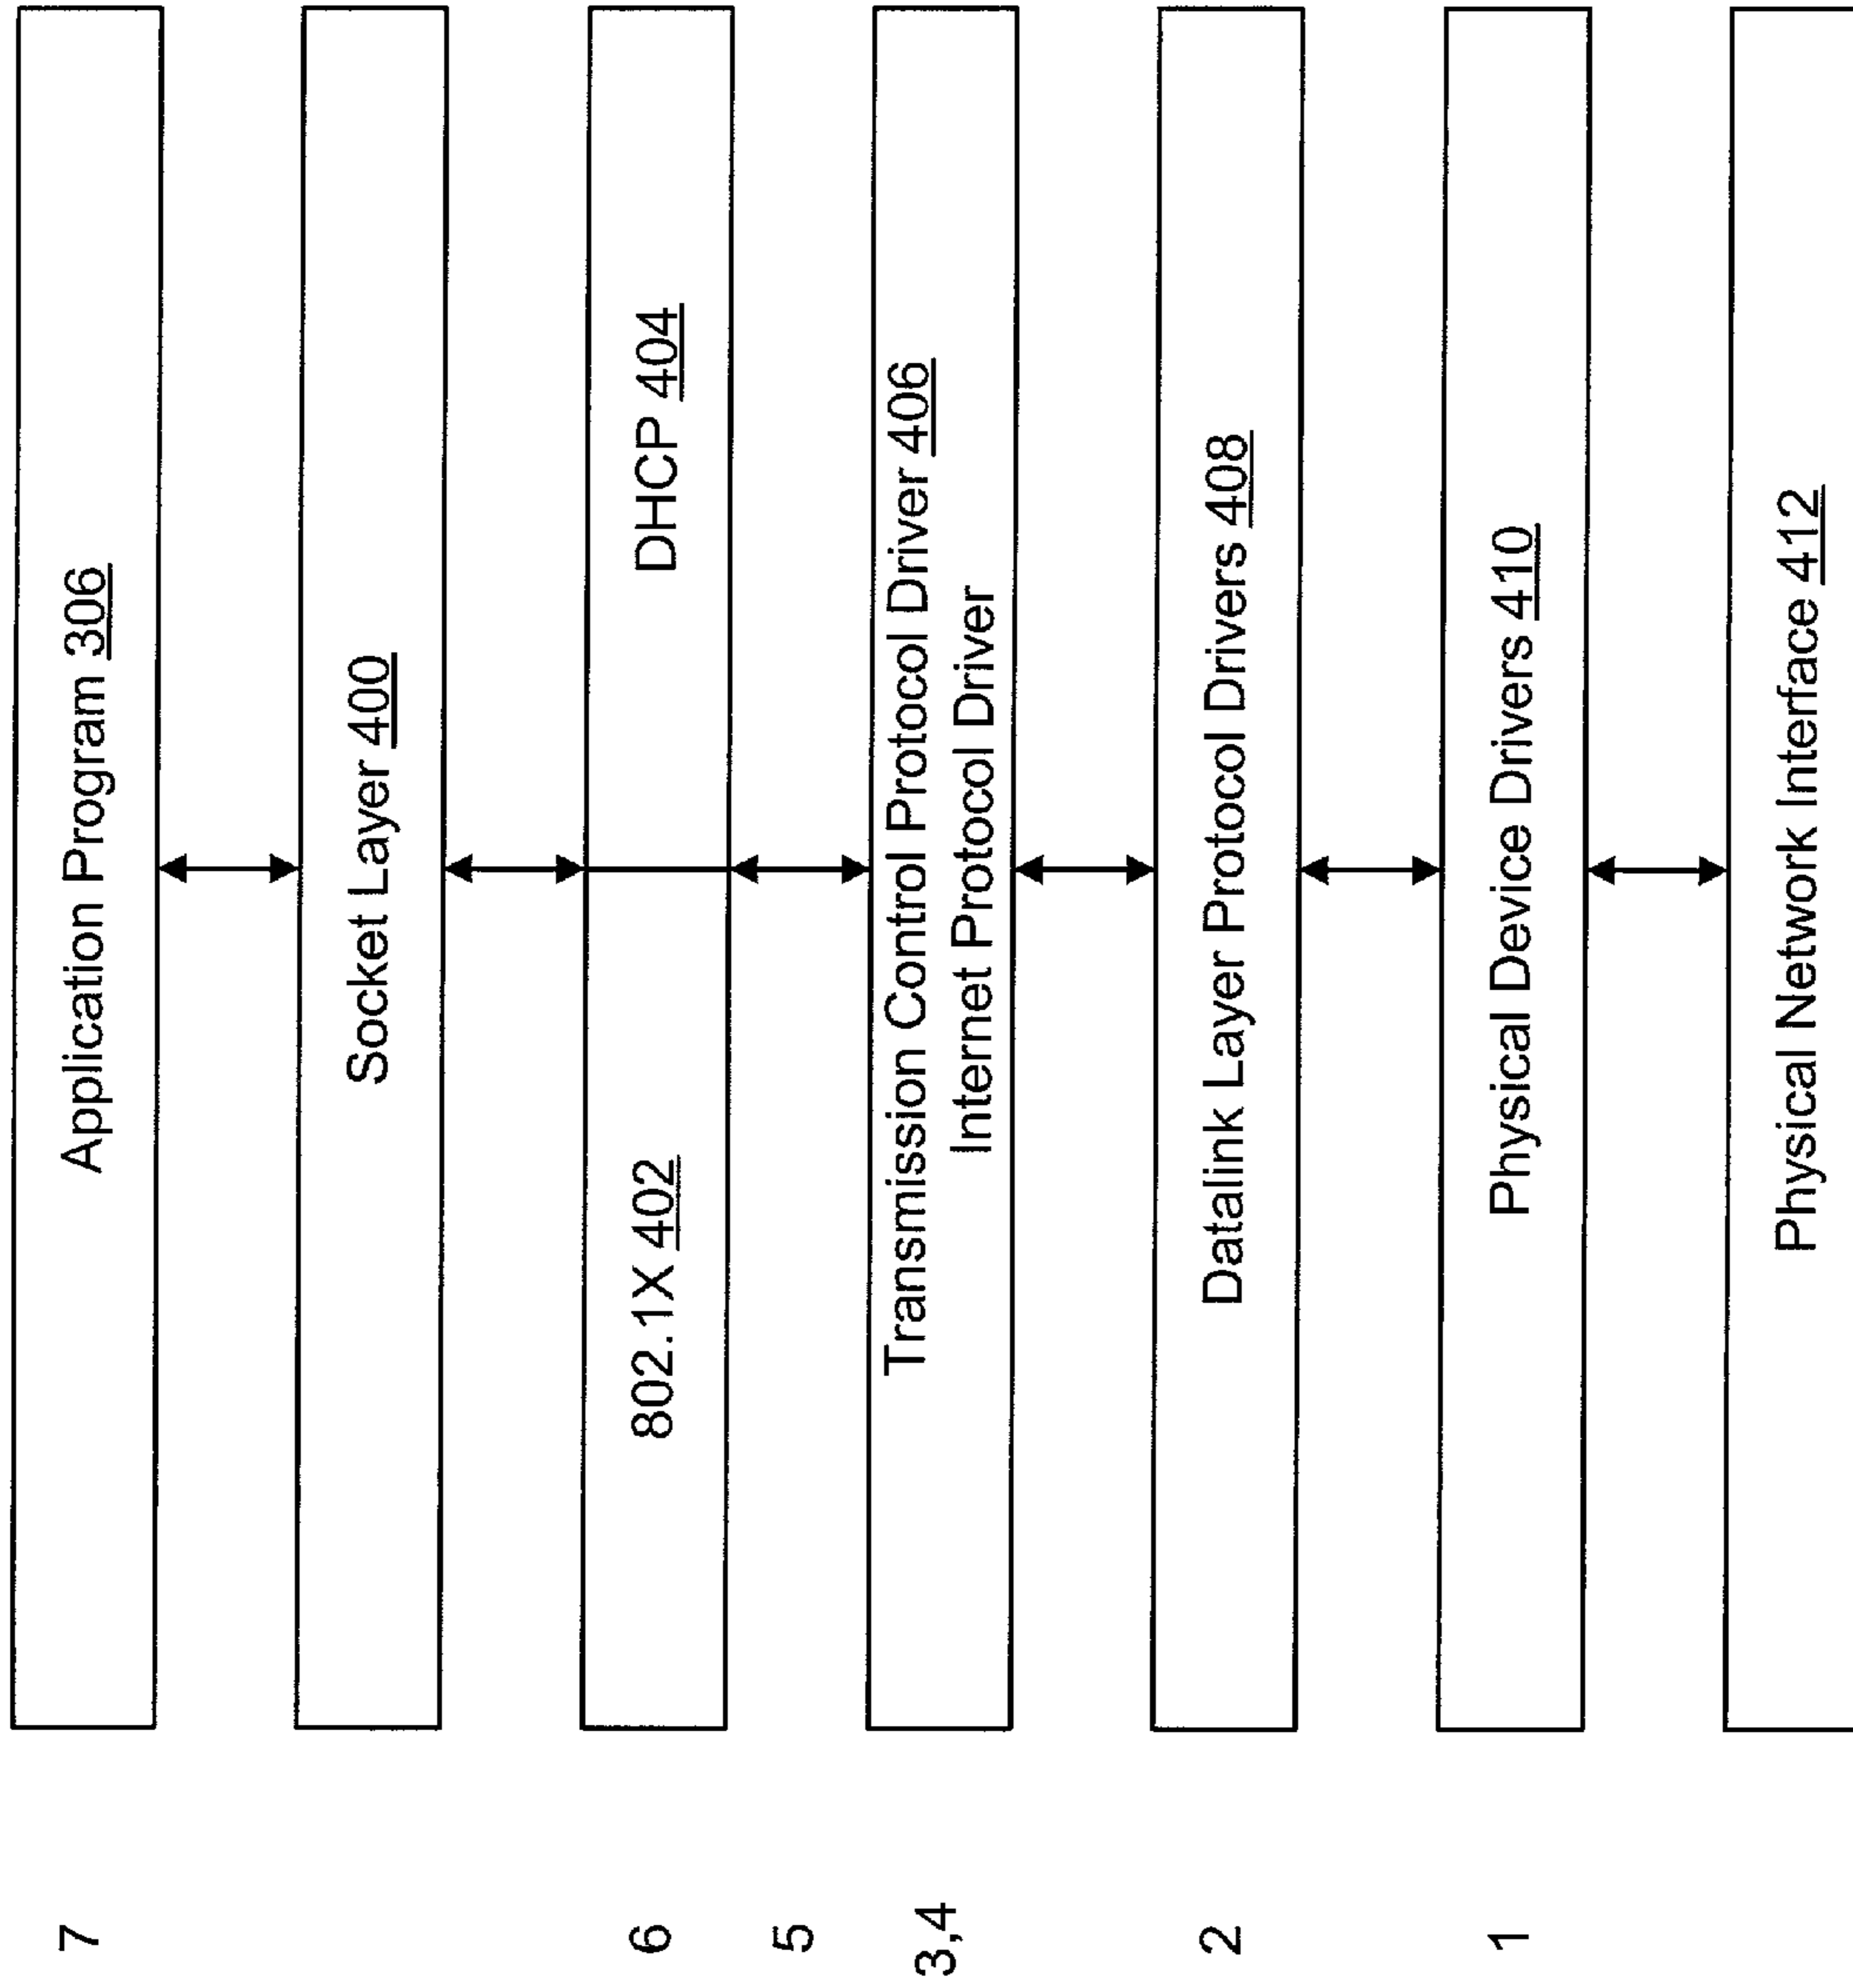 7
Application Program 306
Socket Layer 400
6
802.1X 402
DHCP 404
5
3,4
Transmission Control Protocol Driver 406
Internet Protocol Driver
2
Datalink Layer Protocol Drivers 408
1
Physical Device Drivers 410
Physical Network Interface 412